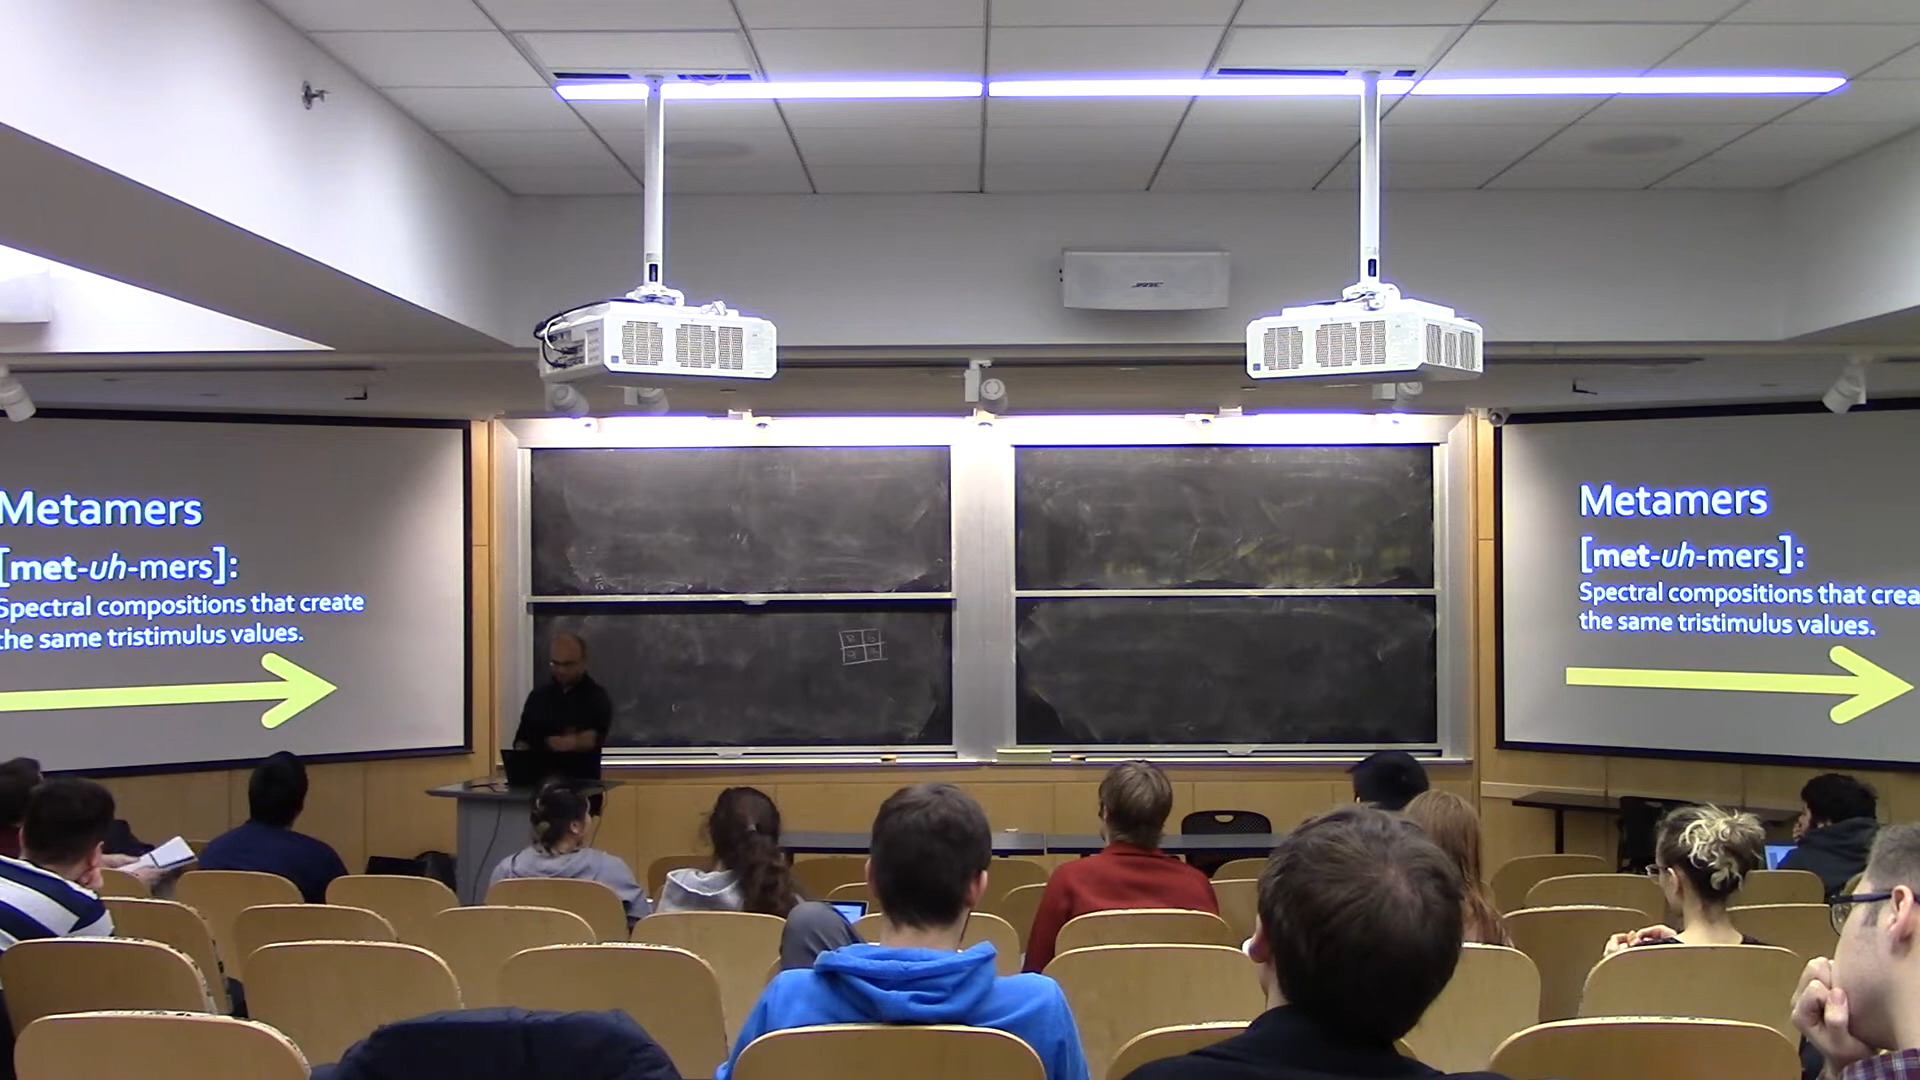 Metamers
[met-uh-mers]:
Spectral compositions that create
the same tristimulus values.
BOSE
Metamers
[met-uh-mers]:
Spectral compositions that crea
the same tristimulus values.